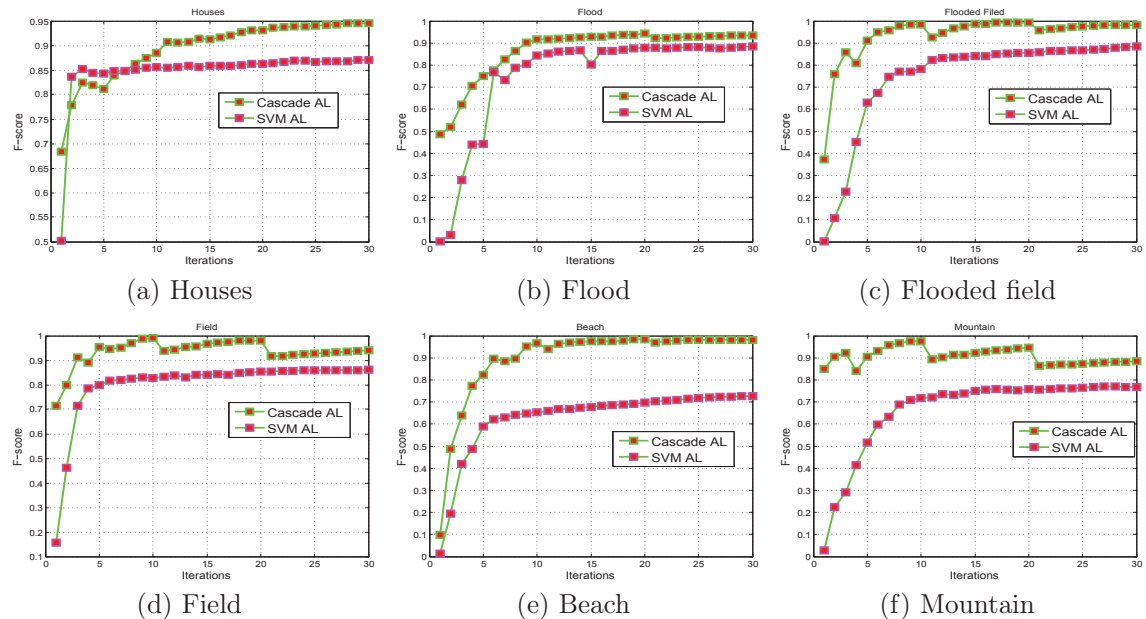 Houses
0.95
0.9
0.85
0.8
0.75
0.7
0.65
0.6
0.55
0.5
F-score
0 5 10 15 20 25 30
Iterations
Cascade AL
SVM AL
(a) Houses
Flood
1
0.9
0.8
0.7
0.6
0.5
0.4
0.3
0.2
0.1
0
F-score
0 5 10 15 20 25 30
Iterations
Cascade AL
SVM AL
(b) Flood
Flooded Filed
1
0.9
0.8
0.7
0.6
0.5
0.4
0.3
0.2
0.1
0
F-score
0 5 10 15 20 25 30
Iterations
Cascade AL
SVM AL
(c) Flooded field
Field
1
0.9
0.8
0.7
0.6
0.5
0.4
0.3
0.2
0.1
F-score
0 5 10 15 20 25 30
Iterations
Cascade AL
SVM AL
(d) Field
Beach
1
0.9
0.8
0.7
0.6
0.5
0.4
0.3
0.2
0.1
0
F-score
0 5 10 15 20 25 30
Iterations
Cascade AL
SVM AL
(e) Beach
Mountain
1
0.9
0.8
0.7
0.6
0.5
0.4
0.3
0.2
0.1
0
F-score
0 5 10 15 20 25 30
Iterations
Cascade AL
SVM AL
(f) Mountain